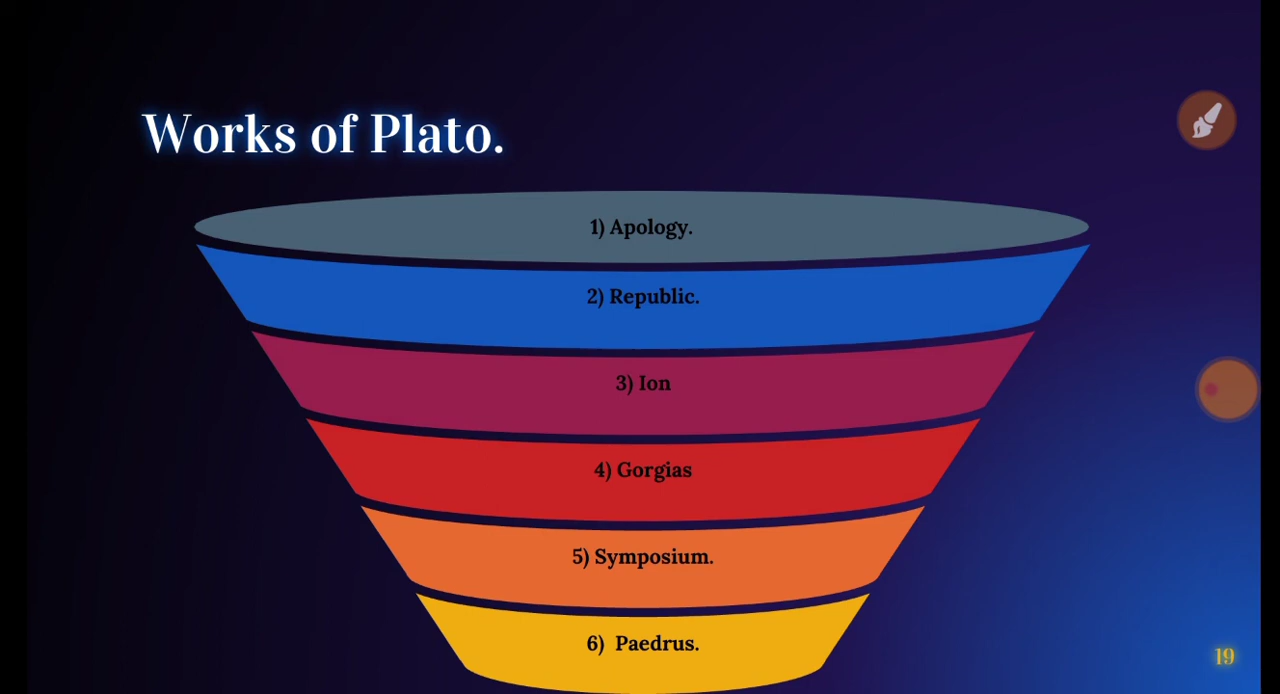 Works of Plato.
1) Apology.
2) Republic.
3) Ion
4) Gorgias
5) Symposium.
6) Paedrus.
19